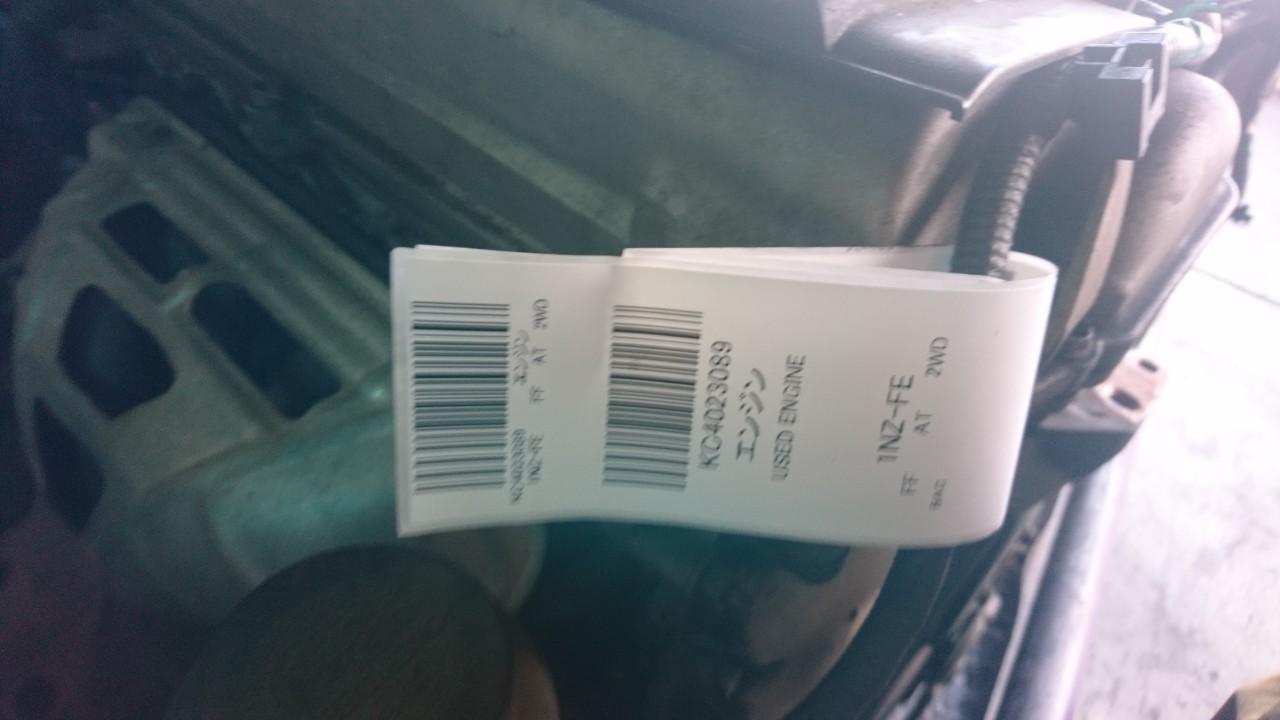 KC4023089
エンジン
USED ENGINE
1NZ-FE
FF AT 2WD
KC4023089 エンジン
1NZ-FE FF AT 2WD